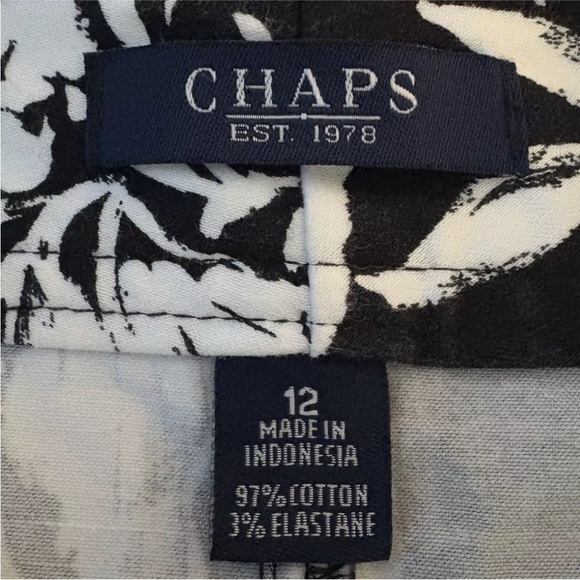 CHAPS
EST. 1978
12
MADE IN
INDONESIA
97% COTTON
3% ELASTANE